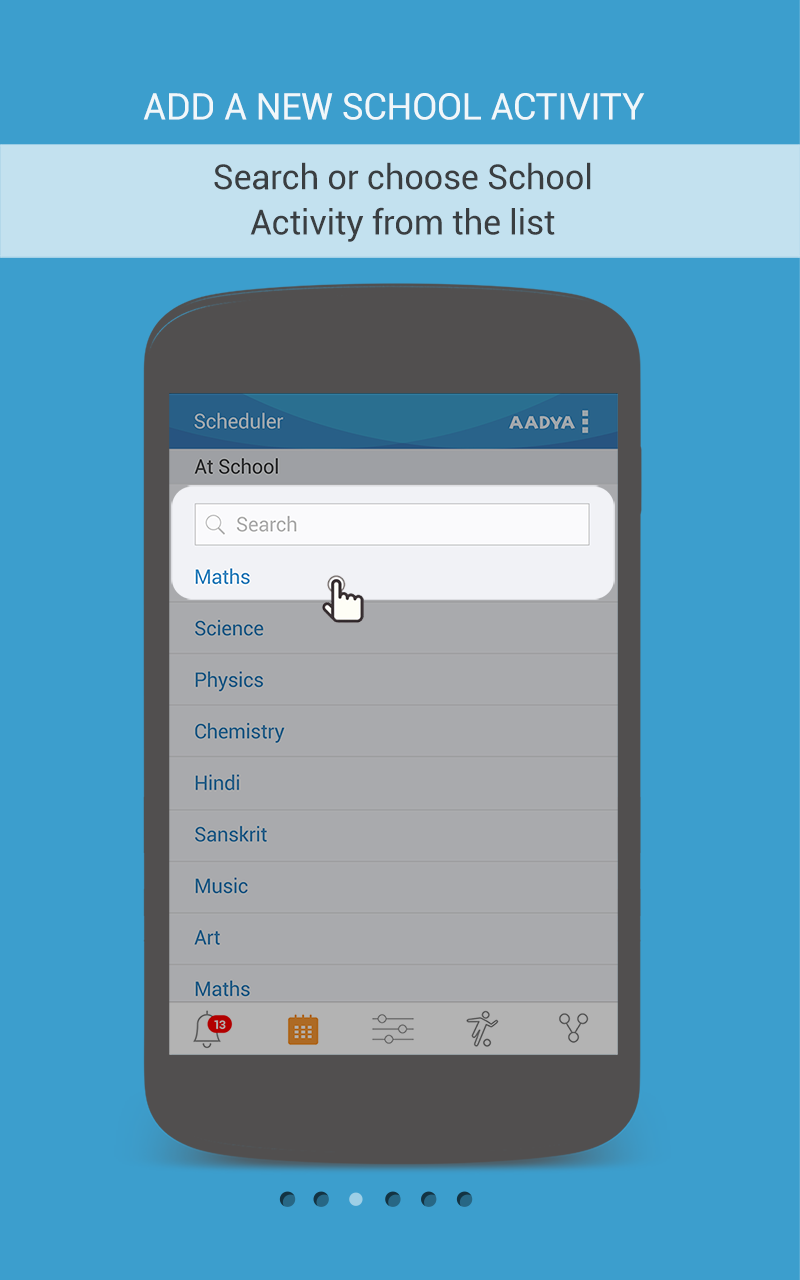 ADD A NEW SCHOOL ACTIVITY
Search or choose School
Activity from the list
Scheduler
AADYA
At School
Search
Maths
Science
Physics
Chemistry
Hindi
Sanskrit
Music
Art
Maths
13